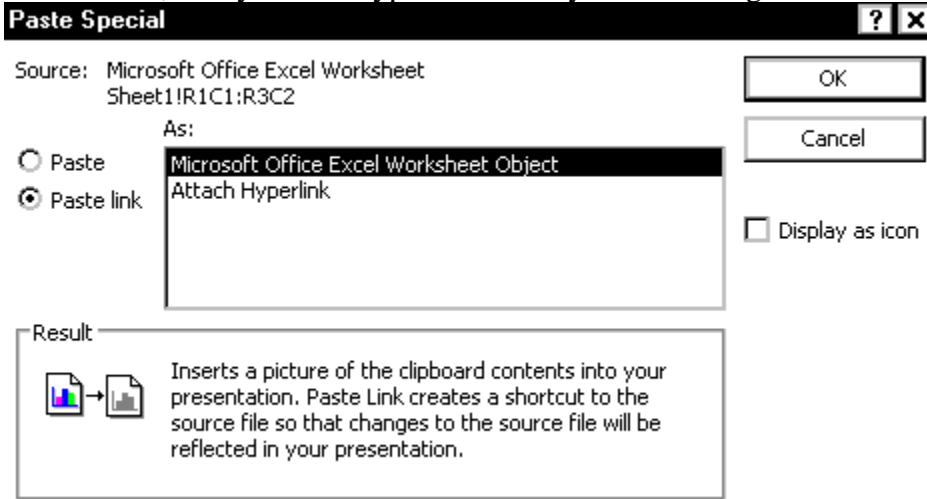 Paste Special
Source: Microsoft Office Excel Worksheet
Sheet1!R1C1:R3C2
As:
Paste
Paste link
Microsoft Office Excel Worksheet Object
Attach Hyperlink
OK
Cancel
Display as icon
Result
Inserts a picture of the clipboard contents into your
presentation. Paste Link creates a shortcut to the
source file so that changes to the source file will be
reflected in your presentation.